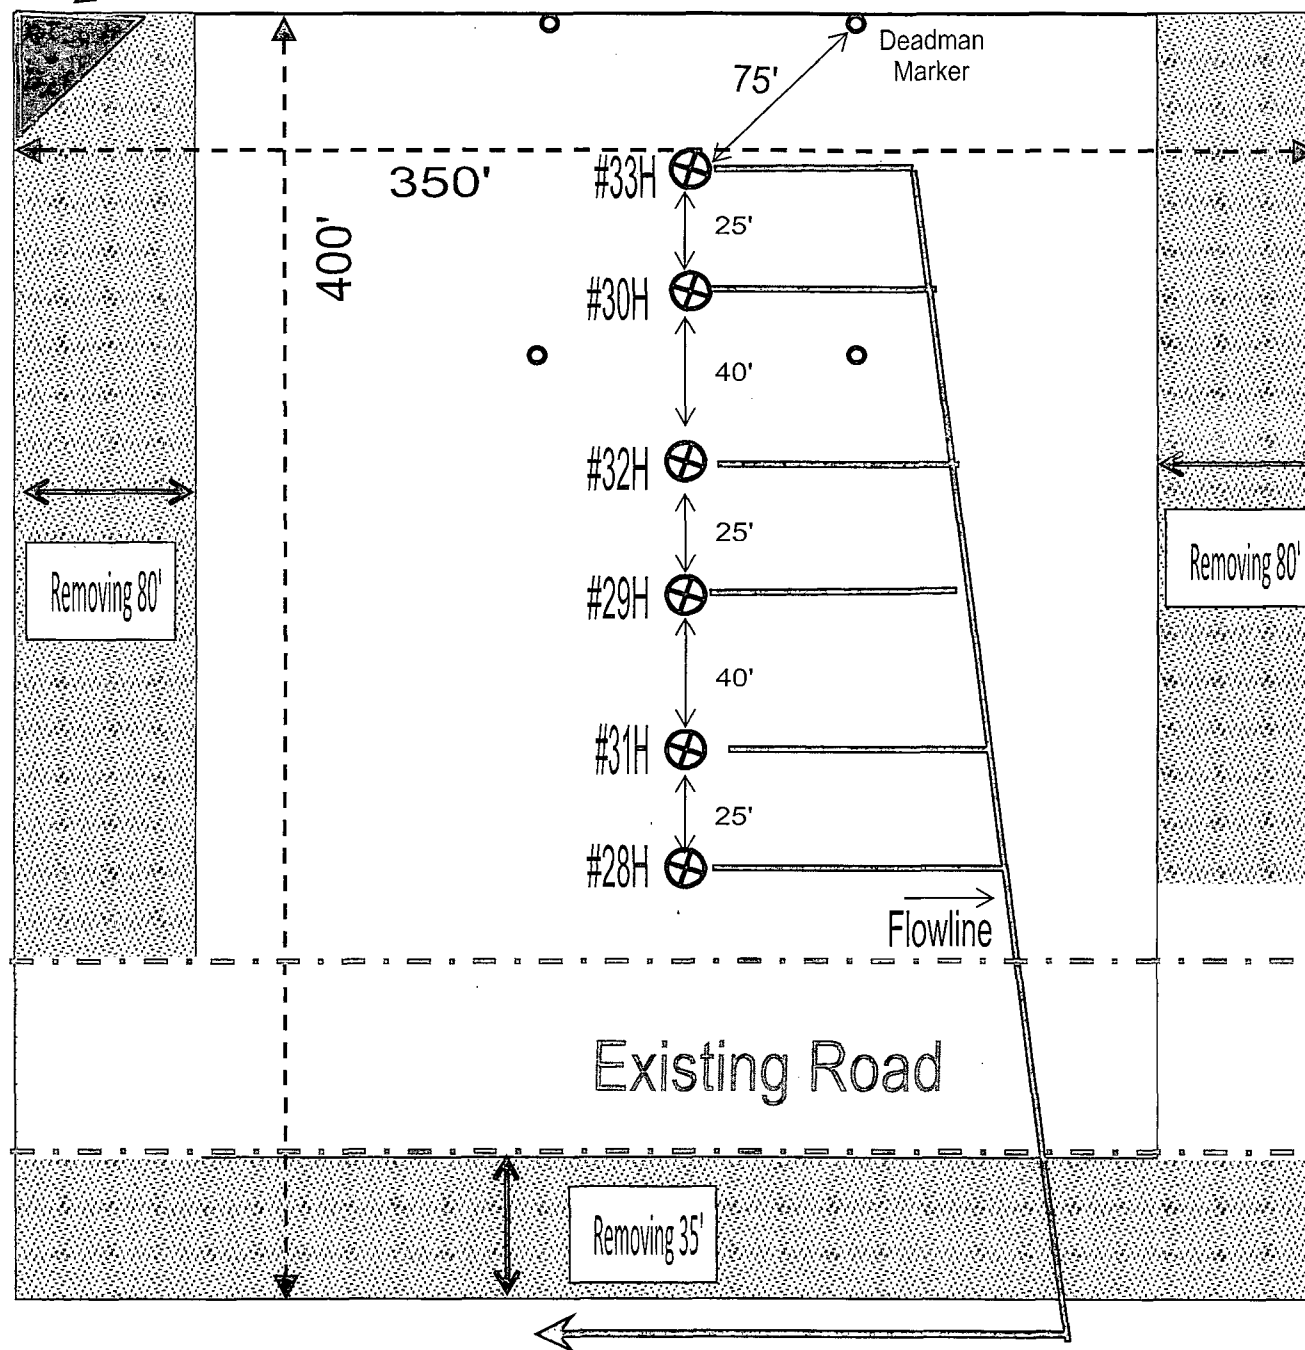 Deadman
Marker
75'
350'
400'
#33H
25'
#30H
40'
#32H
25'
#29H
40'
#31H
25'
#28H
Removing 80'
Removing 80'
Flowline
Existing Road
Removing 35'